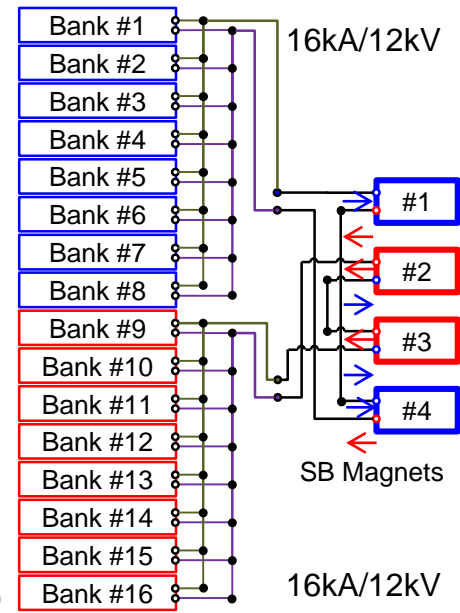 Bank #1
16kA/12kV
Bank #2
Bank #3
Bank #4
Bank #5
Bank #6
Bank #7
Bank #8
Bank #9
Bank #10
Bank #11
Bank #12
Bank #13
Bank #14
Bank #15
Bank #16
#1
#2
#3
#4
SB Magnets
16kA/12kV